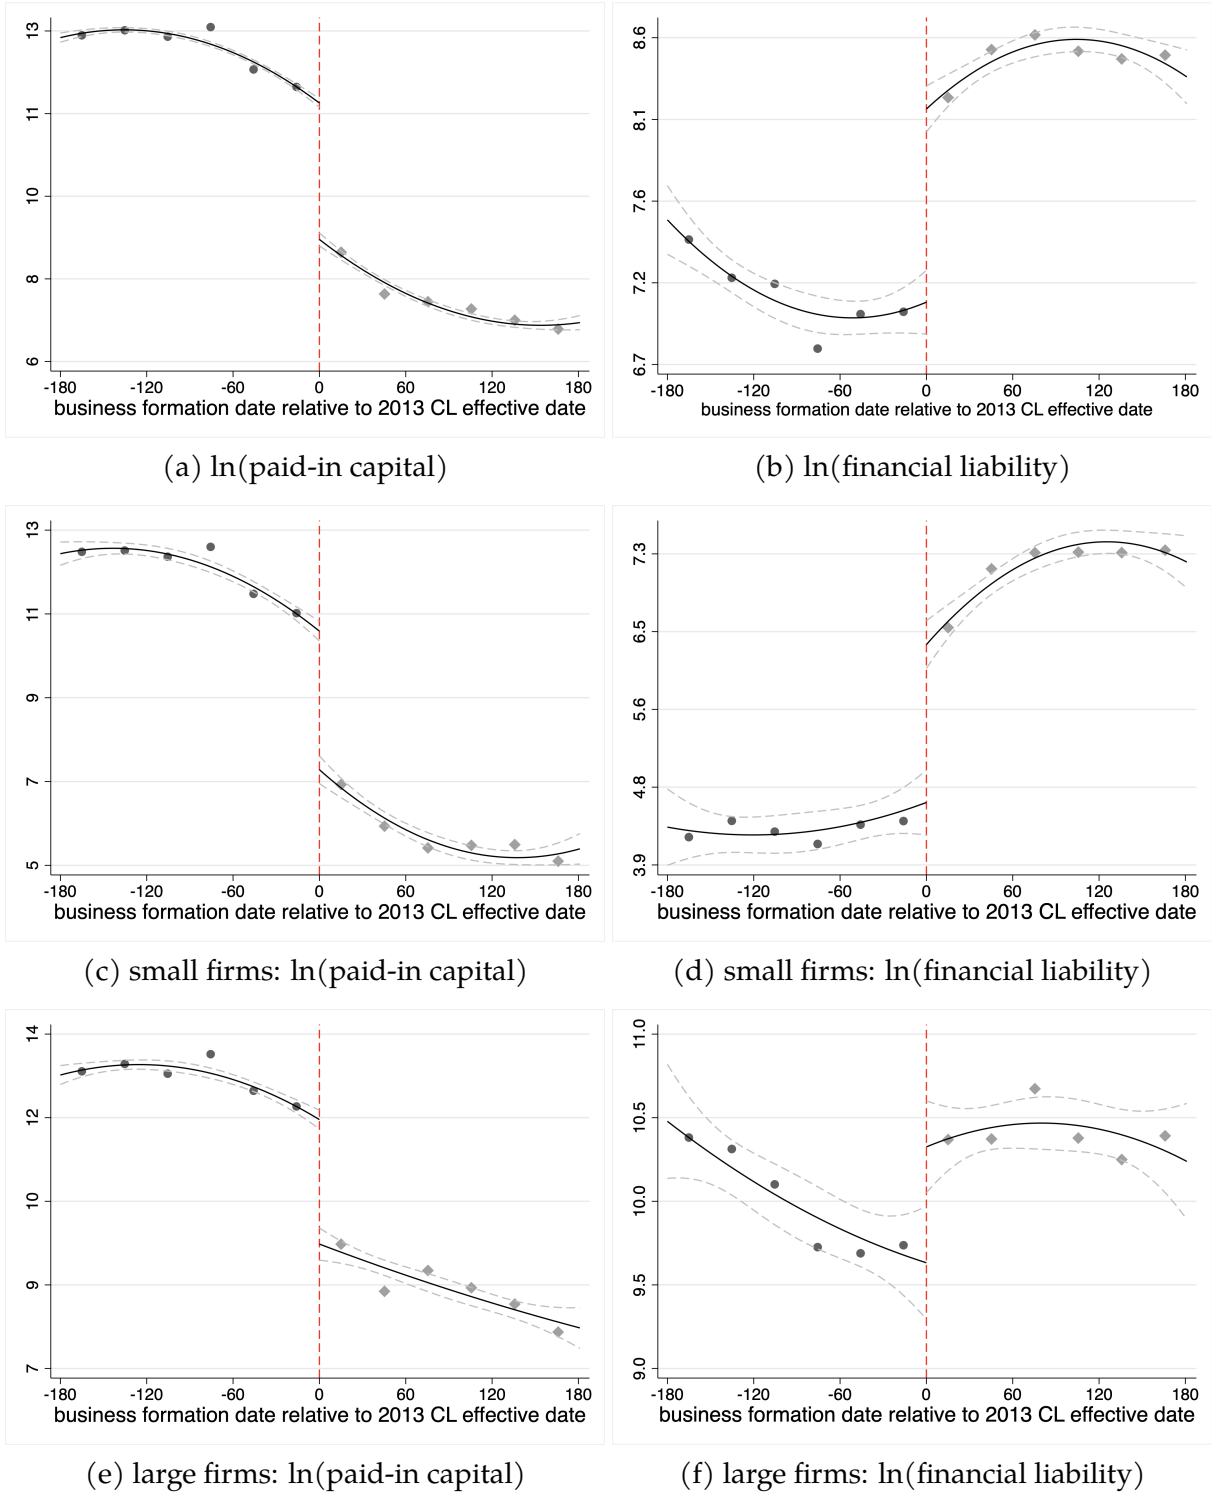 13
11
10
8
6
-180 -120 -60 0 60 120 180
business formation date relative to 2013 CL effective date
(a) ln(paid-in capital)
8.6
8.1
7.6
7.2
6.7
-180 -120 -60 0 60 120 180
business formation date relative to 2013 CL effective date
(b) ln(financial liability)
13
11
9
7
5
-180 -120 -60 0 60 120 180
business formation date relative to 2013 CL effective date
(c) small firms: ln(paid-in capital)
7.3
6.5
5.6
4.8
3.9
-180 -120 -60 0 60 120 180
business formation date relative to 2013 CL effective date
(d) small firms: ln(financial liability)
14
12
10
9
7
-180 -120 -60 0 60 120 180
business formation date relative to 2013 CL effective date
(e) large firms: ln(paid-in capital)
11.0
10.5
10.0
9.5
9.0
-180 -120 -60 0 60 120 180
business formation date relative to 2013 CL effective date
(f) large firms: ln(financial liability)